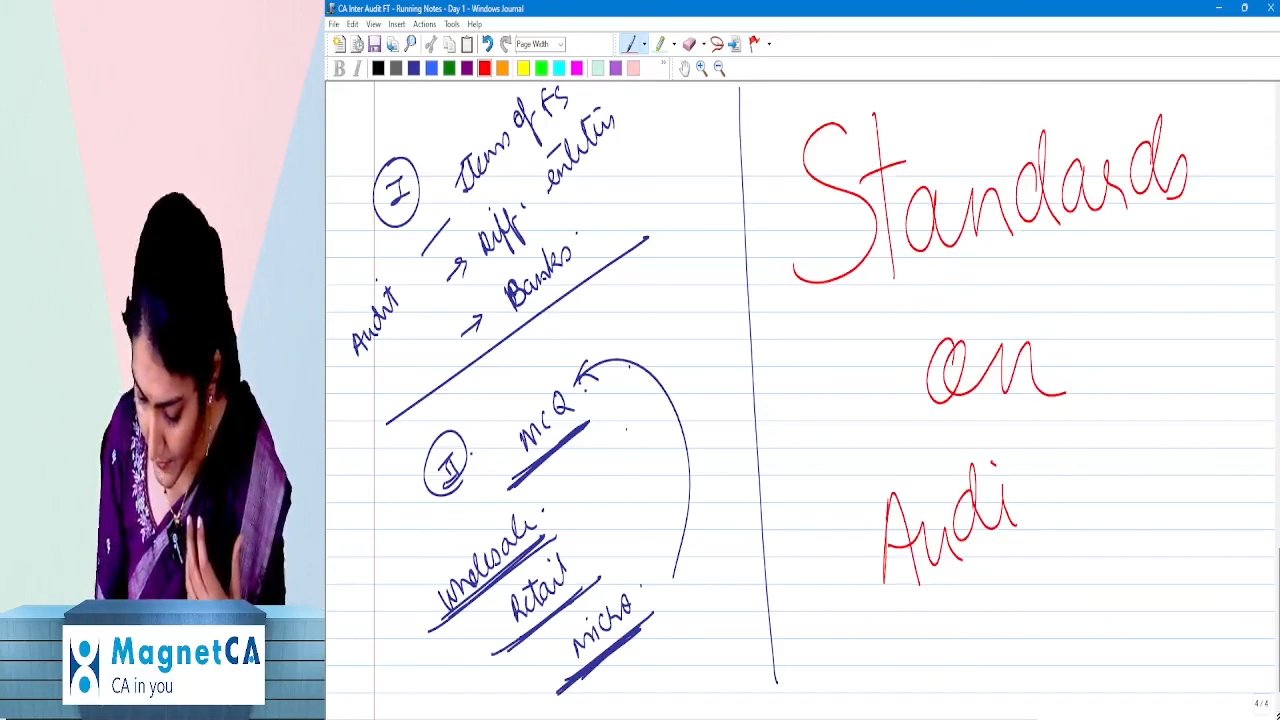 CA Inter Audit FT - Running Notes - Day 1 - Windows Journal
File Edit View Insert Actions Tools Help
B I Page Width
I Items of FS
Audit → Diff. entities
→ Banks.
II. MCQ
Wholesale.
Retail
Micro.
Standards
on
Audi
MagnetCA
CA in you
4 / 4